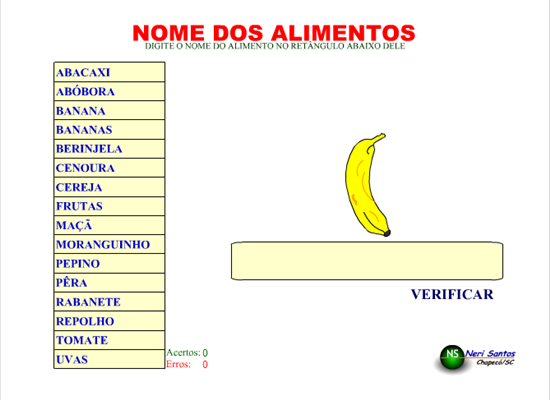 NOME DOS ALIMENTOS
DIGITE O NOME DO ALIMENTO NO RETÂNGULO ABAIXO DELE
ABACAXI
ABÓBORA
BANANA
BANANAS
BERINJELA
CENOURA
CEREJA
FRUTAS
MAÇÃ
MORANGUINHO
PEPINO
PÊRA
RABANETE
REPOLHO
TOMATE
UVAS
VERIFICAR
Acertos: 0
Erros: 0
NS Neri Santos
Chapecó/SC